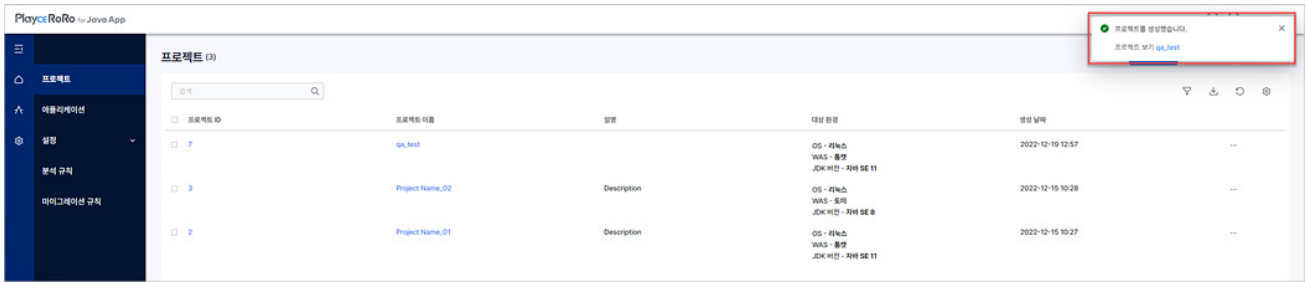 Playce RoRo for Java App
프로젝트를 생성했습니다.
프로젝트 보기 qa_test
프로젝트
애플리케이션
설정
분석 규칙
마이그레이션 규칙
프로젝트 (3)
검색
프로젝트 ID 프로젝트 이름 설명 대상 환경 생성 날짜
7 qa_test OS - 리눅스 2022-12-19 12:57
WAS - 톰캣
JDK 버전 - 자바 SE 11
3 Project Name_02 Description OS - 리눅스 2022-12-15 10:28
WAS - 토미
JDK 버전 - 자바 SE 8
2 Project Name_01 Description OS - 리눅스 2022-12-15 10:27
WAS - 톰캣
JDK 버전 - 자바 SE 11